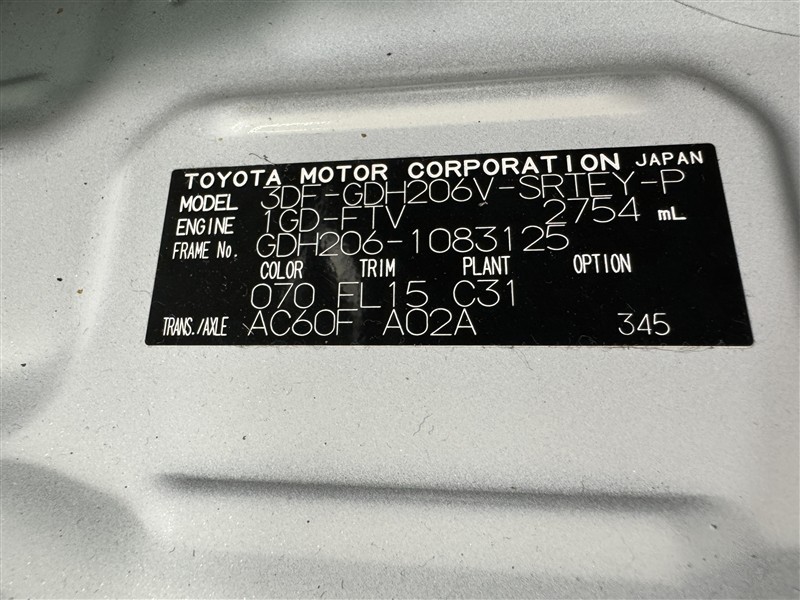 TOYOTA MOTOR CORPORATION JAPAN
MODEL 3DF-GDH206V-SRTEY-P
ENGINE 1GD-FTV 2754 mL
FRAME No. GDH206-1083125
COLOR TRIM PLANT OPTION
070 FL15 C31
TRANS./AXLE AC60F A02A 345